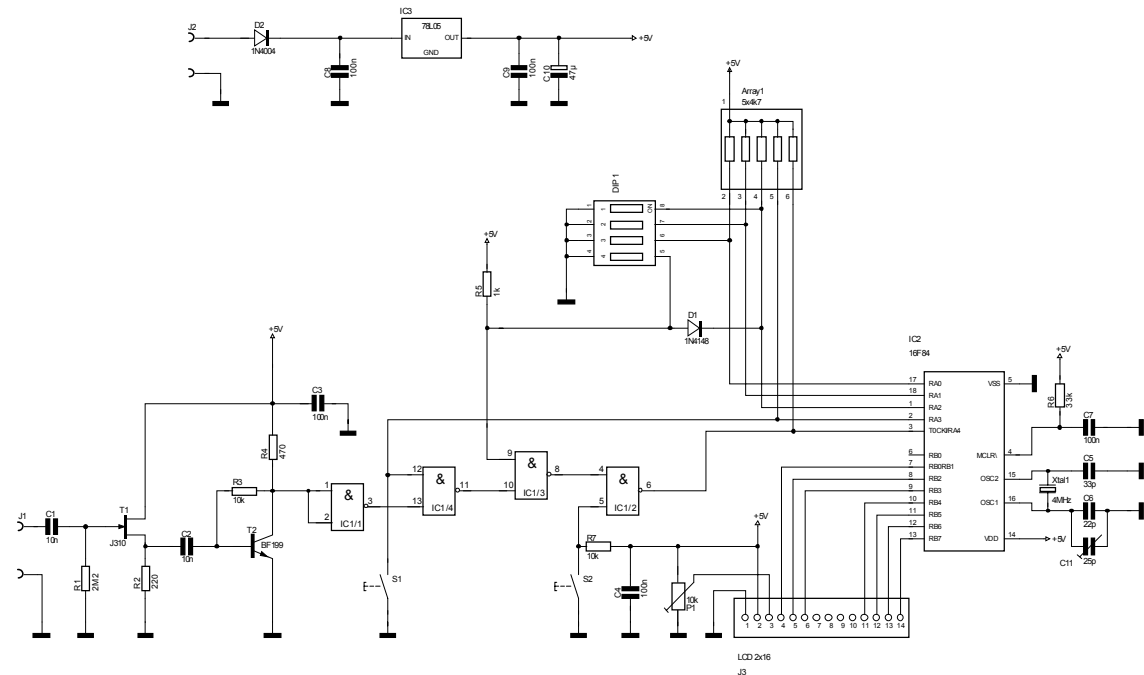 J2
D2
1N4004
C8
100n
IC3
78L05
IN
OUT
GND
C9
100n
C10
47µ
+5V
+5V
Array1
5x4k7
1
2
3
4
5
6
DIP1
1
2
3
4
1
2
3
4
ON
8
7
6
5
+5V
R5
1k
D1
1N4148
+5V
C3
100n
R4
470
R3
10k
J1
C1
10n
R1
2M2
T1
J310
R2
220
C2
10n
T2
BF199
1
2
&
3
IC1/1
S1
12
13
&
11
IC1/4
9
10
&
8
IC1/3
4
5
&
6
IC1/2
S2
R7
10k
C4
100n
10k
P1
+5V
1
2
3
4
5
6
7
8
9
10
11
12
13
14
LCD 2x16
J3
IC2
16F84
17
RA0
18
RA1
1
RA2
2
RA3
3
T0CKI\RA4
6
RB0
7
RB0RB1
8
RB2
9
RB3
10
RB4
11
RB5
12
RB6
13
RB7
VSS
5
MCLR\
4
OSC2
15
OSC1
16
VDD
14
+5V
+5V
R6
33k
C7
100n
C5
33p
Xtal1
4MHz
C6
22p
C11
25p